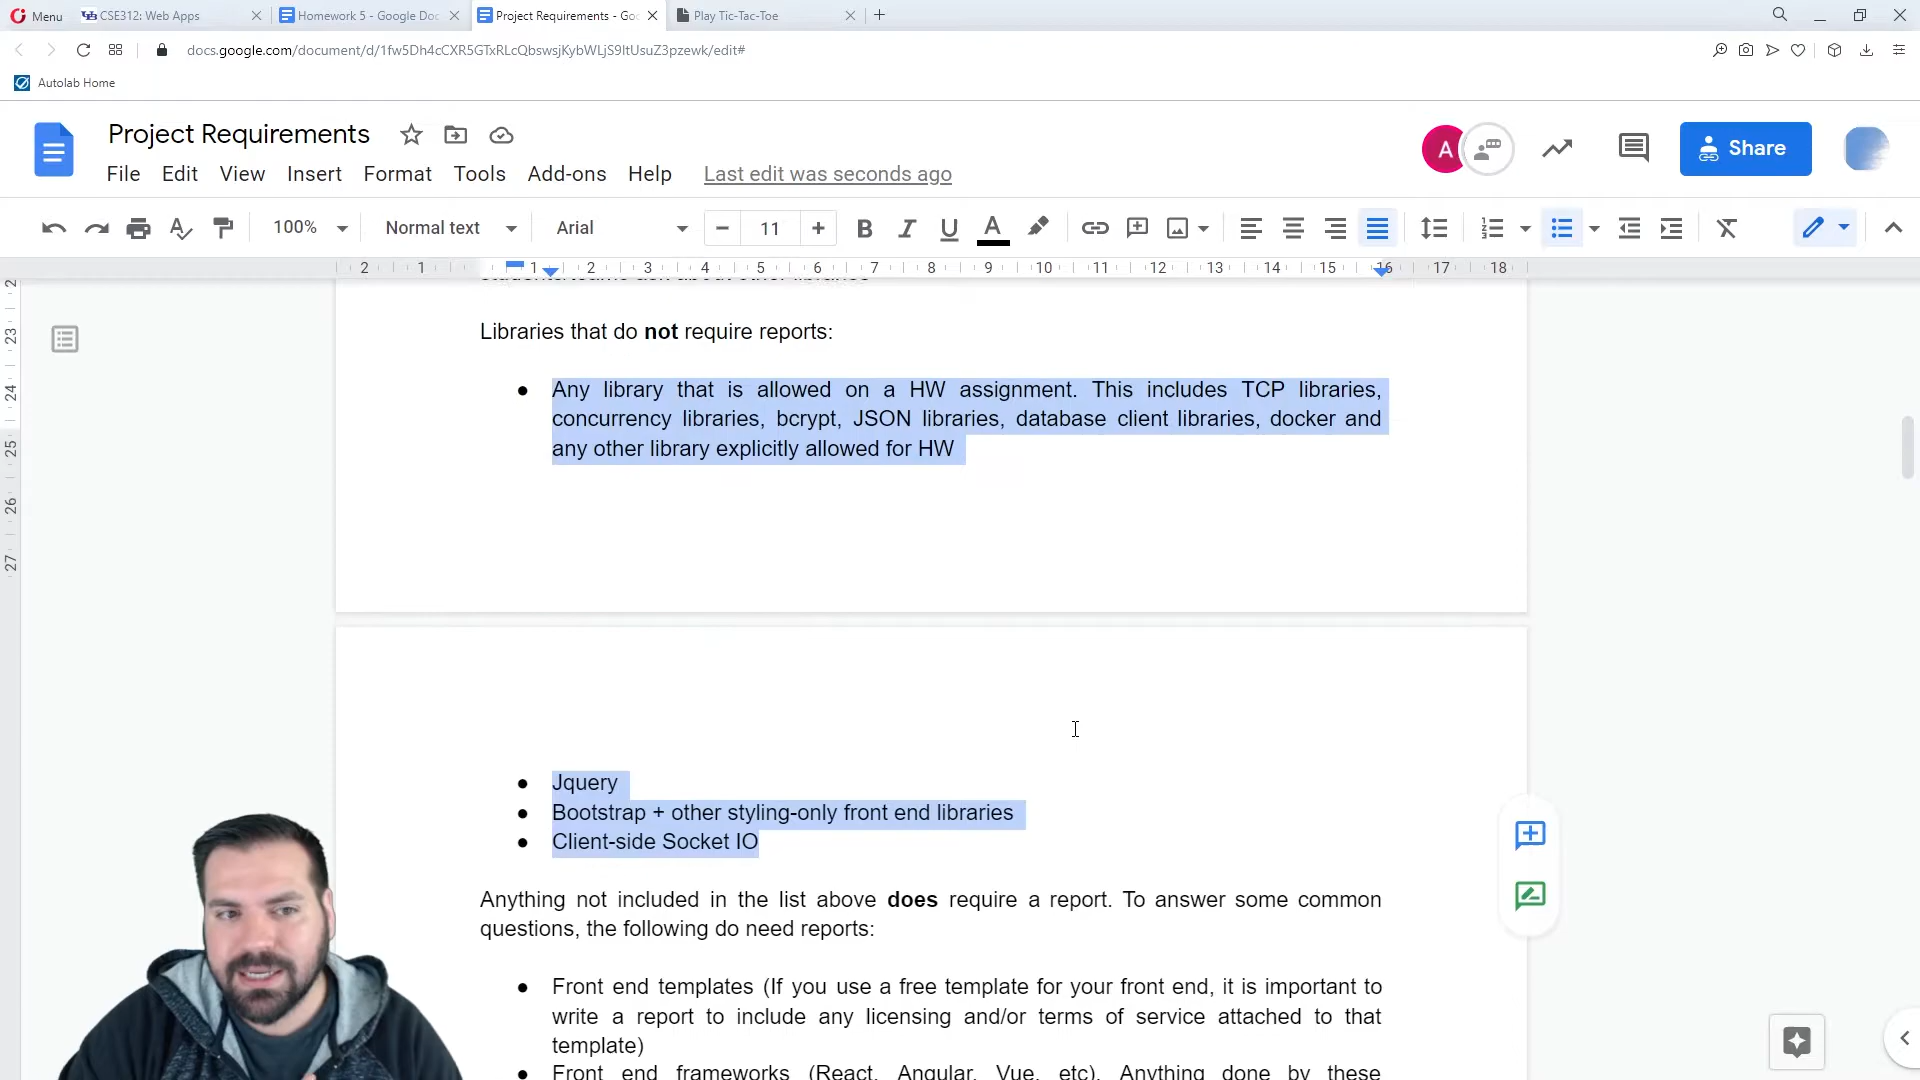 Menu
CSE312: Web Apps
Homework 5 - Google Doc
Project Requirements - Goo
Play Tic-Tac-Toe
docs.google.com/document/d/1fw5Dh4cCXR5GTxRLcQbswsjKybWLjS9ltUsuZ3pzewk/edit#
Autolab Home
Project Requirements
A
Share
File Edit View Insert Format Tools Add-ons Help Last edit was seconds ago
100% Normal text Arial 11 B I U A
2 1 1 2 3 4 5 6 7 8 9 10 11 12 13 14 15 16 17 18
Libraries that do not require reports:
● Any library that is allowed on a HW assignment. This includes TCP libraries,
concurrency libraries, bcrypt, JSON libraries, database client libraries, docker and
any other library explicitly allowed for HW
2
23
24
25
26
27
● Jquery
● Bootstrap + other styling-only front end libraries
● Client-side Socket IO
Anything not included in the list above does require a report. To answer some common
questions, the following do need reports:
● Front end templates (If you use a free template for your front end, it is important to
write a report to include any licensing and/or terms of service attached to that
template)
● Front end frameworks (React, Angular, Vue, etc). Anything done by these